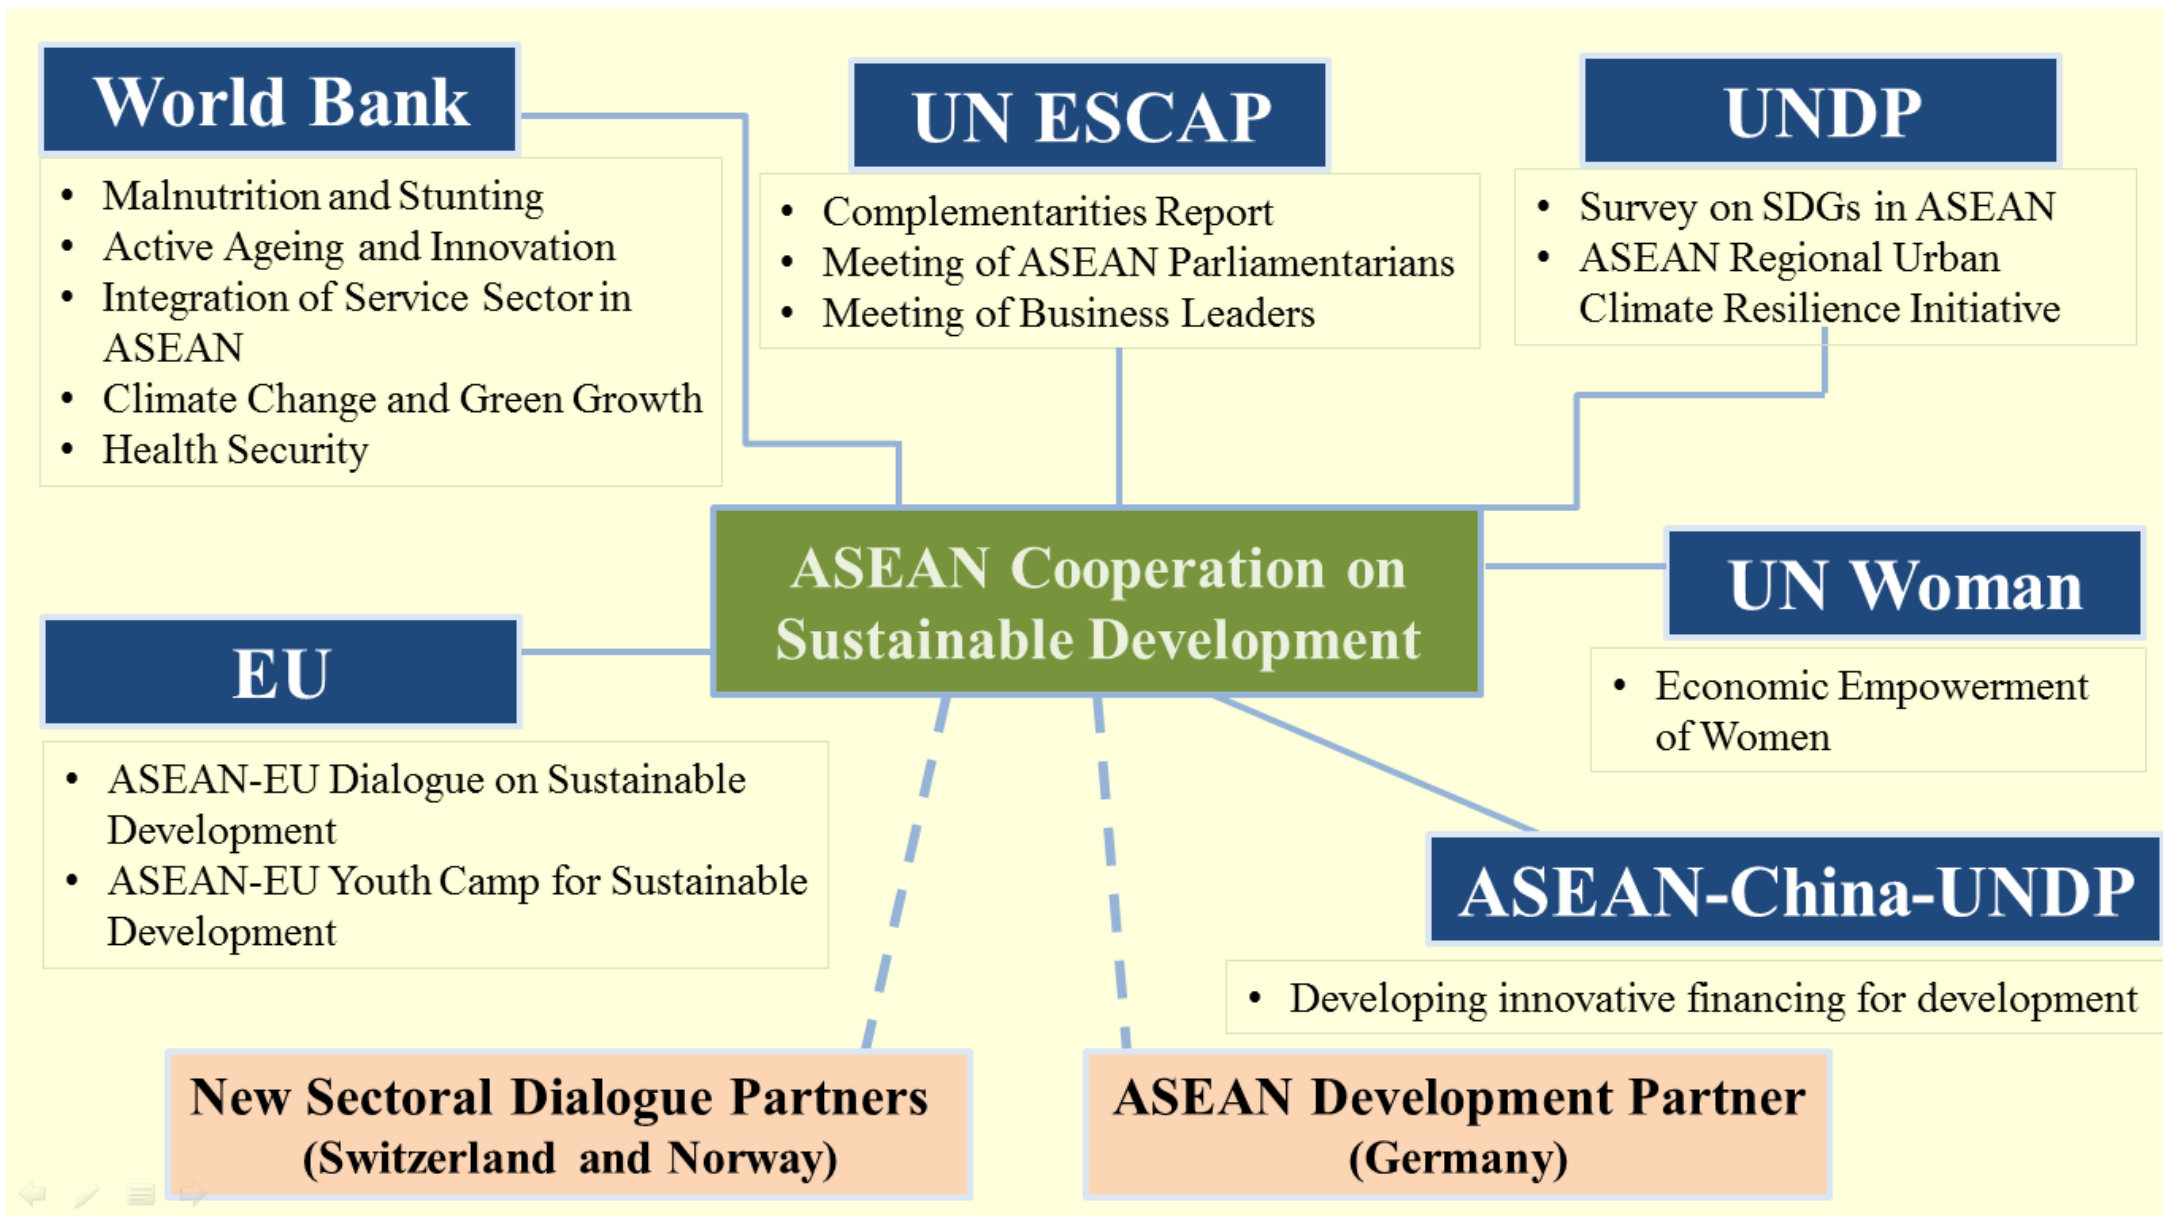 World Bank
• Malnutrition and Stunting
• Active Ageing and Innovation
• Integration of Service Sector in
ASEAN
• Climate Change and Green Growth
• Health Security
UN ESCAP
• Complementarities Report
• Meeting of ASEAN Parliamentarians
• Meeting of Business Leaders
UNDP
• Survey on SDGs in ASEAN
• ASEAN Regional Urban
Climate Resilience Initiative
ASEAN Cooperation on
Sustainable Development
UN Woman
• Economic Empowerment
of Women
EU
• ASEAN-EU Dialogue on Sustainable
Development
• ASEAN-EU Youth Camp for Sustainable
Development
ASEAN-China-UNDP
• Developing innovative financing for development
New Sectoral Dialogue Partners
(Switzerland and Norway)
ASEAN Development Partner
(Germany)